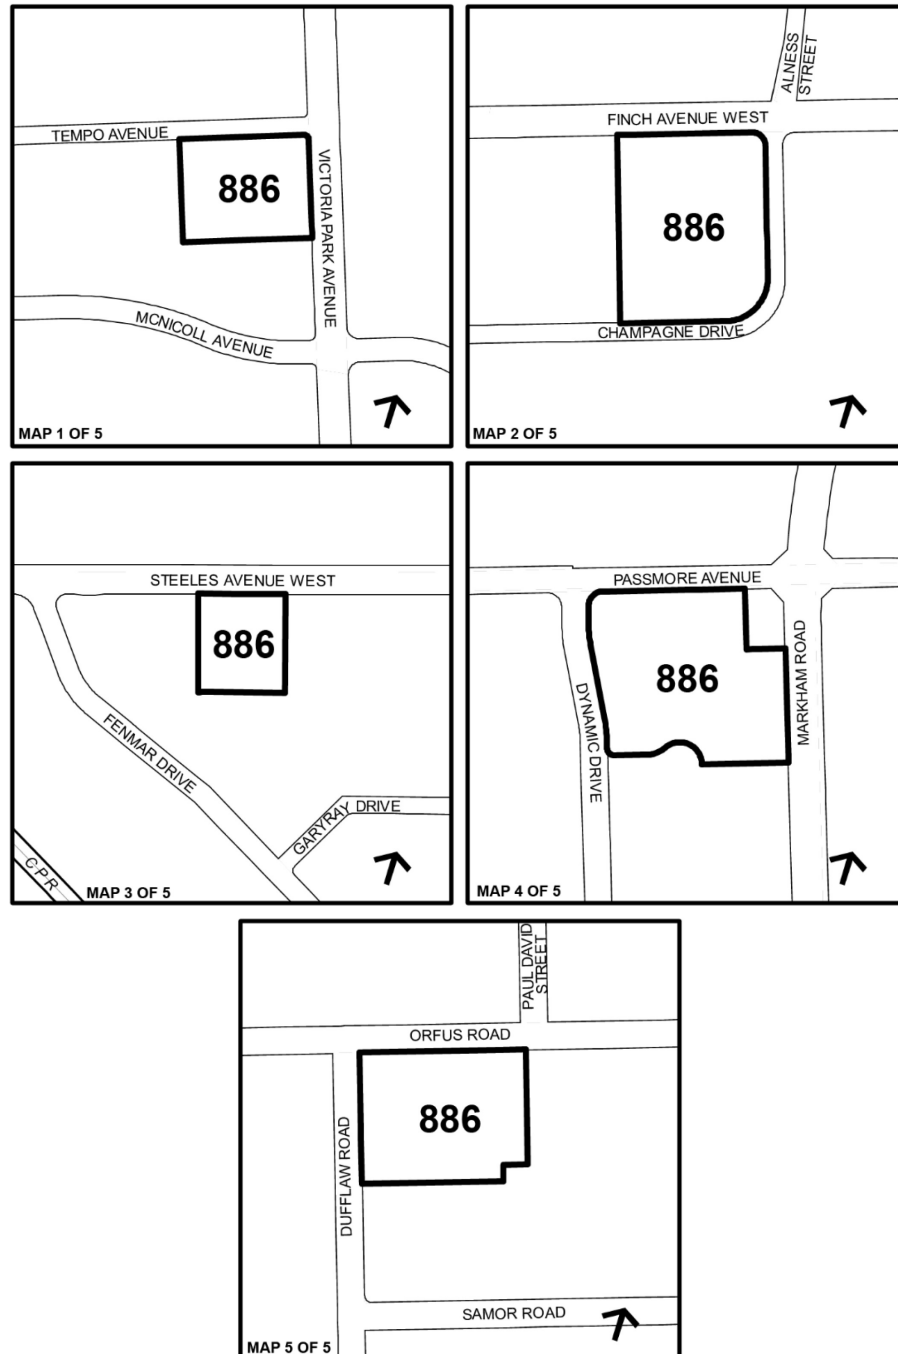 TEMPO AVENUE
886
VICTORIA PARK AVENUE
MCNICOLL AVENUE
MAP 1 OF 5
ALNESS
STREET
FINCH AVENUE WEST
886
CHAMPAGNE DRIVE
MAP 2 OF 5
STEELES AVENUE WEST
886
FENMAR DRIVE
GARYRAY DRIVE
C.P.R
MAP 3 OF 5
PASSMORE AVENUE
886
MARKHAM ROAD
DYNAMIC DRIVE
MAP 4 OF 5
PAUL DAVID
STREET
ORFUS ROAD
886
DUFFLAW ROAD
SAMOR ROAD
MAP 5 OF 5